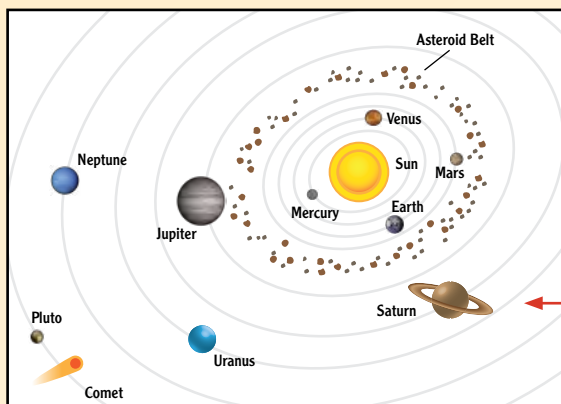 Asteroid Belt
Venus
Neptune
Sun
Mars
Mercury
Earth
Jupiter
Saturn
Pluto
Uranus
Comet